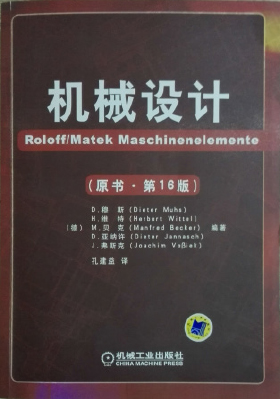 机械设计
Roloff/Matek Maschinenelemente
(原书·第16版)
D.穆 斯(Dieter Muhs)
H.维 特(Herbert Wittel)
(德) M.贝 克(Manfred Becker) 编著
D.亚纳许(Dieter Jannasch)
J.弗斯克(Joachim Voßiek)
孔建益 译
机械工业出版社
CHINA MACHINE PRESS